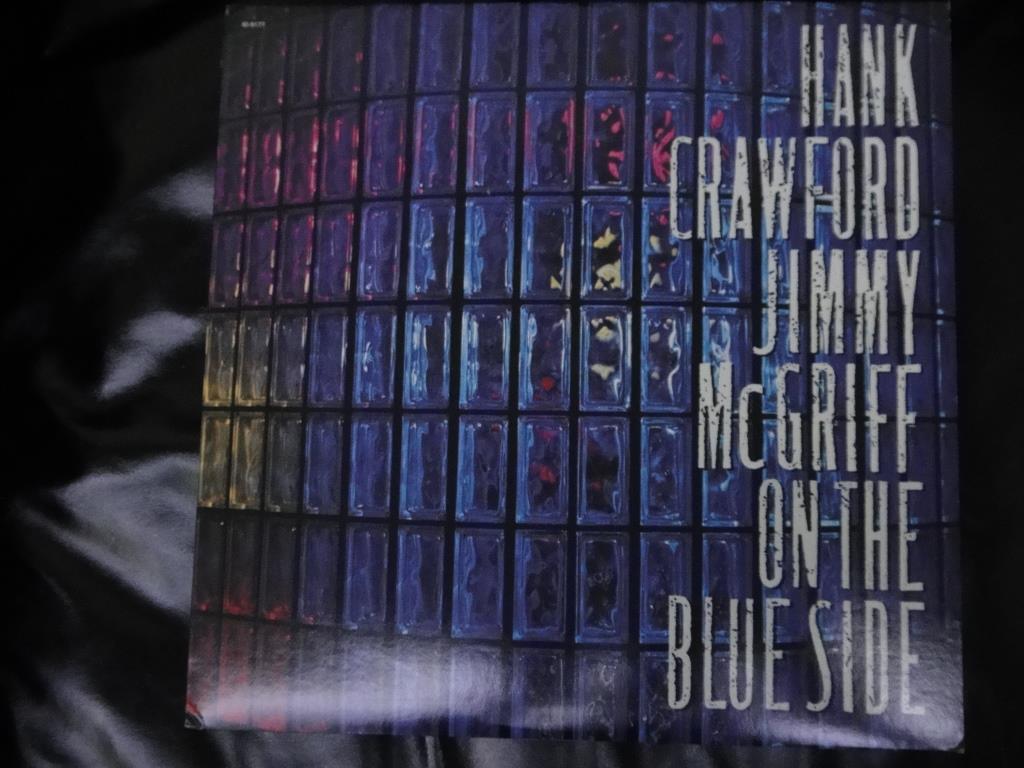 HANK
CRAWFORD
JIMMY
McGRIFF
ON THE
BLUE SIDE